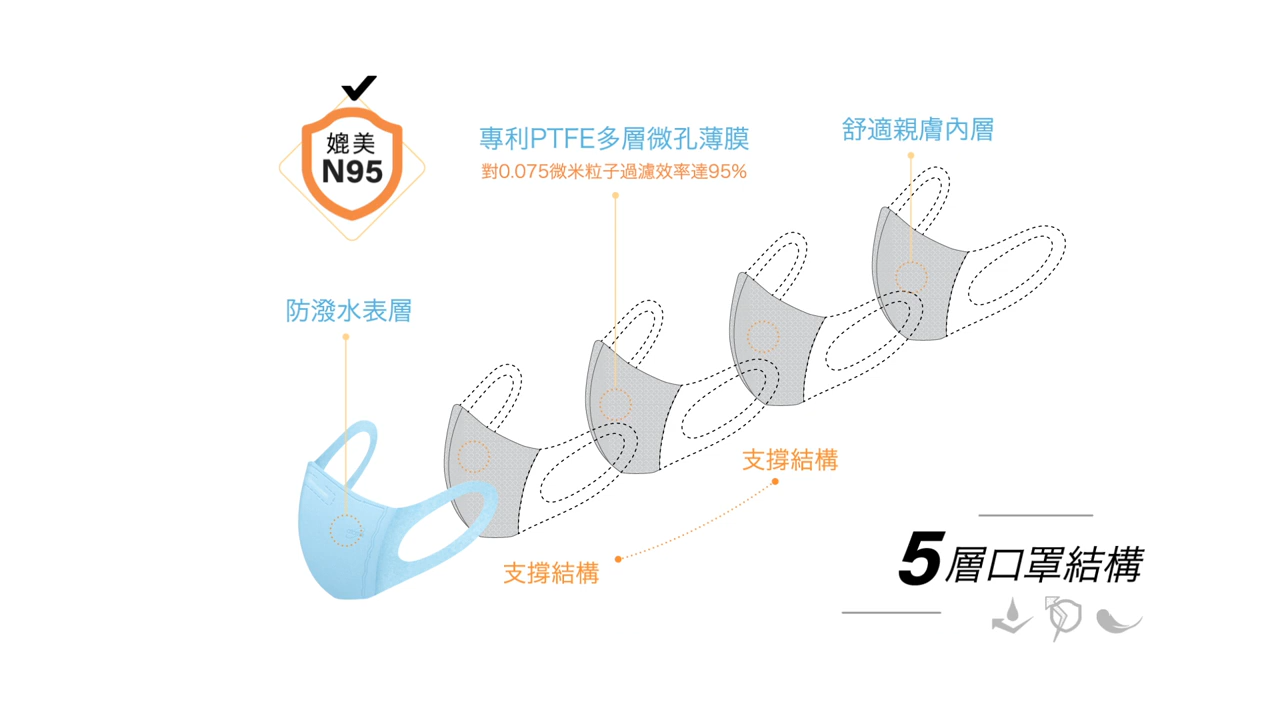 媲美
N95
專利PTFE多層微孔薄膜
對0.075微米粒子過濾效率達95%
舒適親膚內層
防潑水表層
支撐結構
支撐結構
5層口罩結構